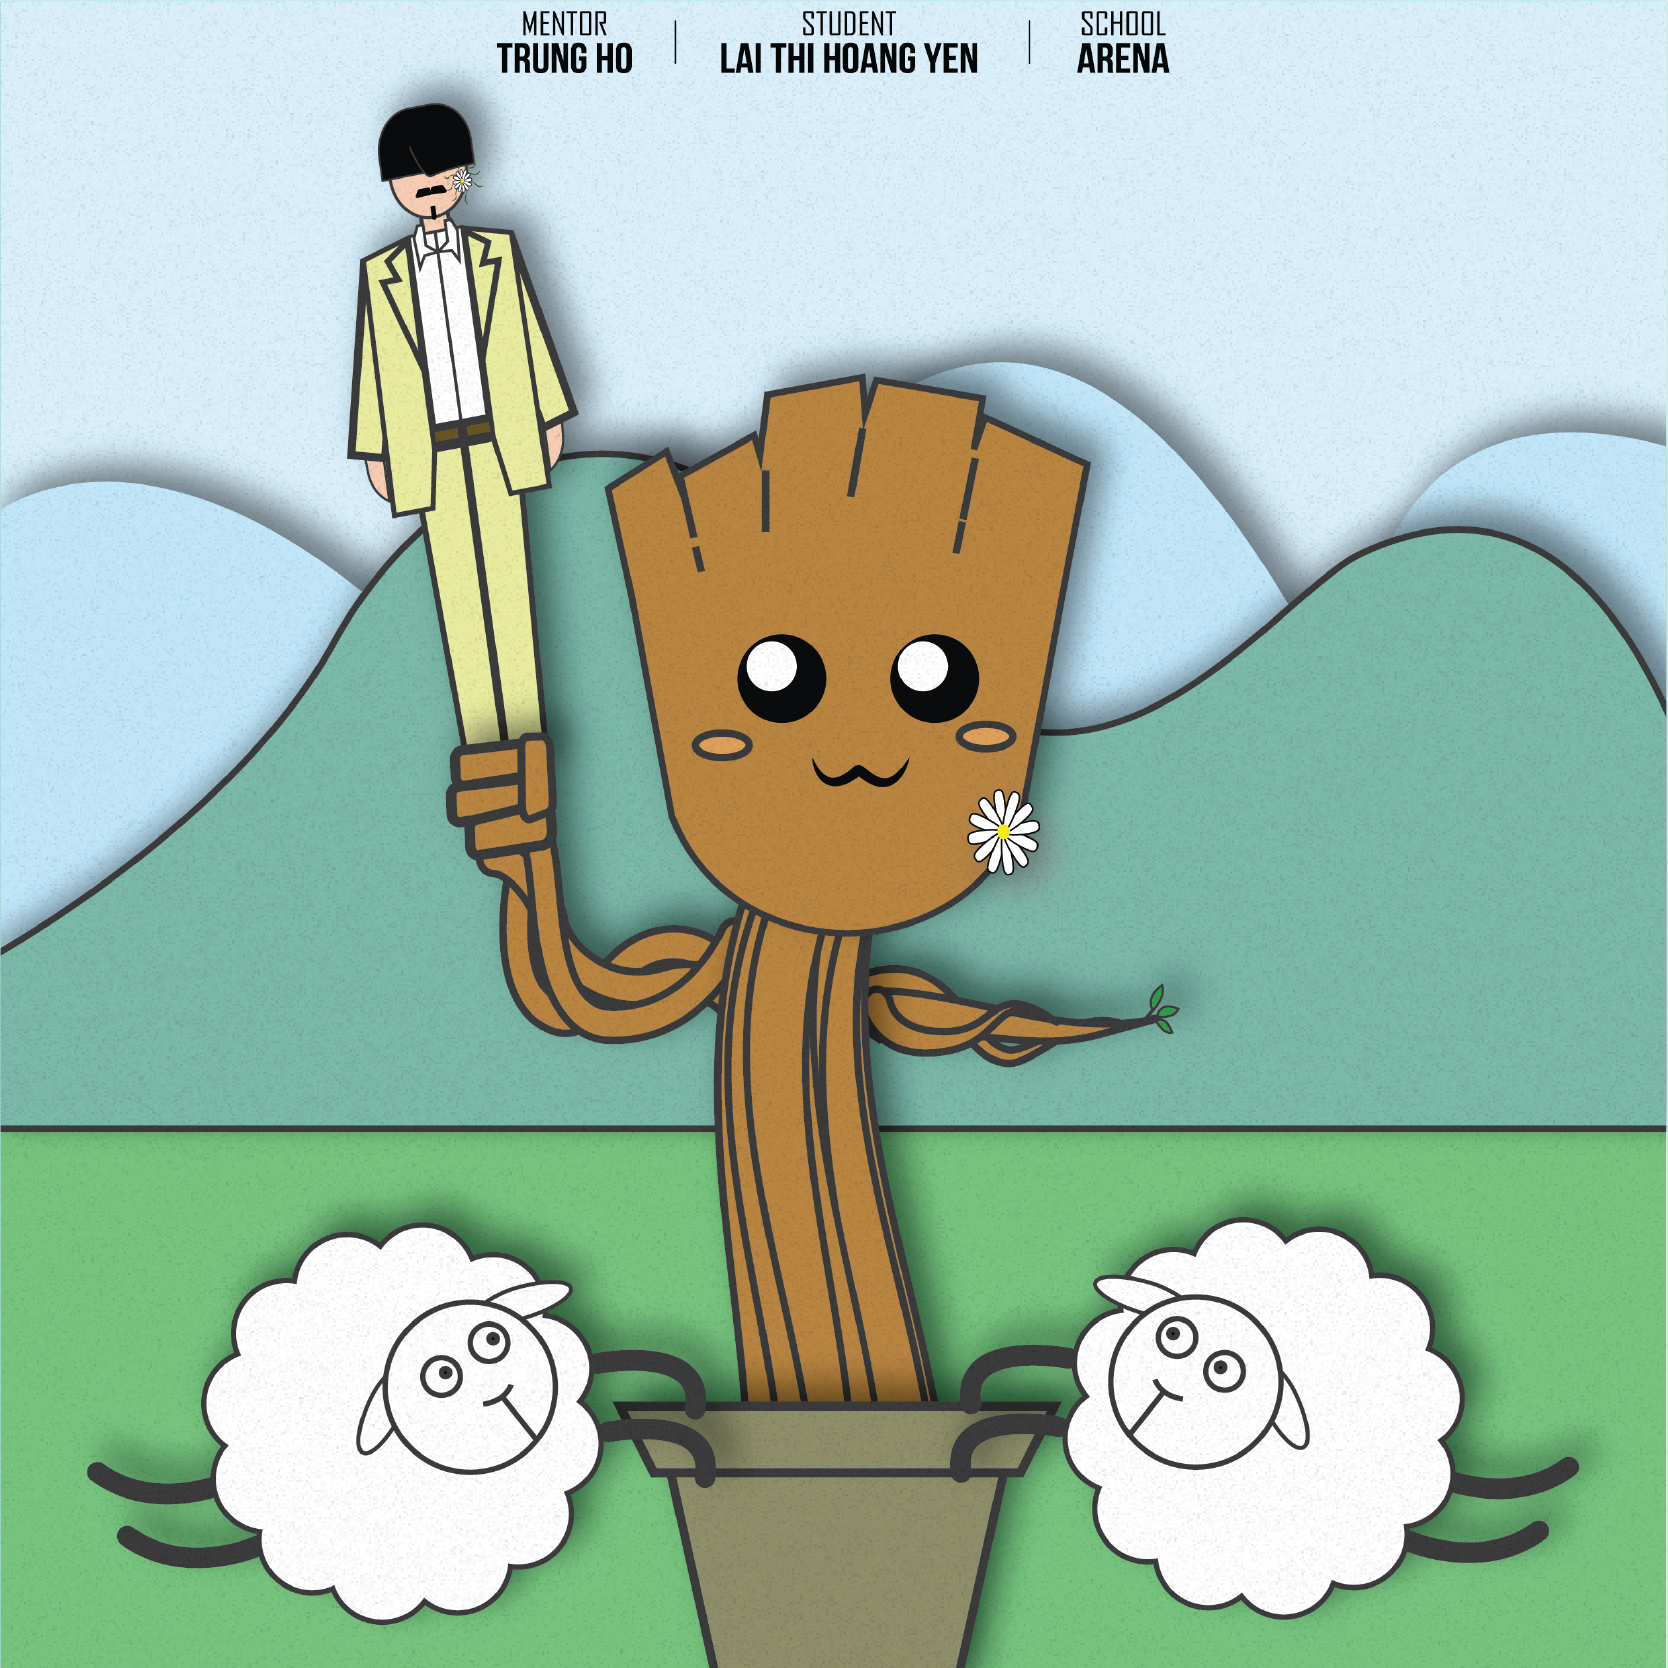 MENTOR
TRUNG HO
STUDENT
LAI THI HOANG YEN
SCHOOL
ARENA